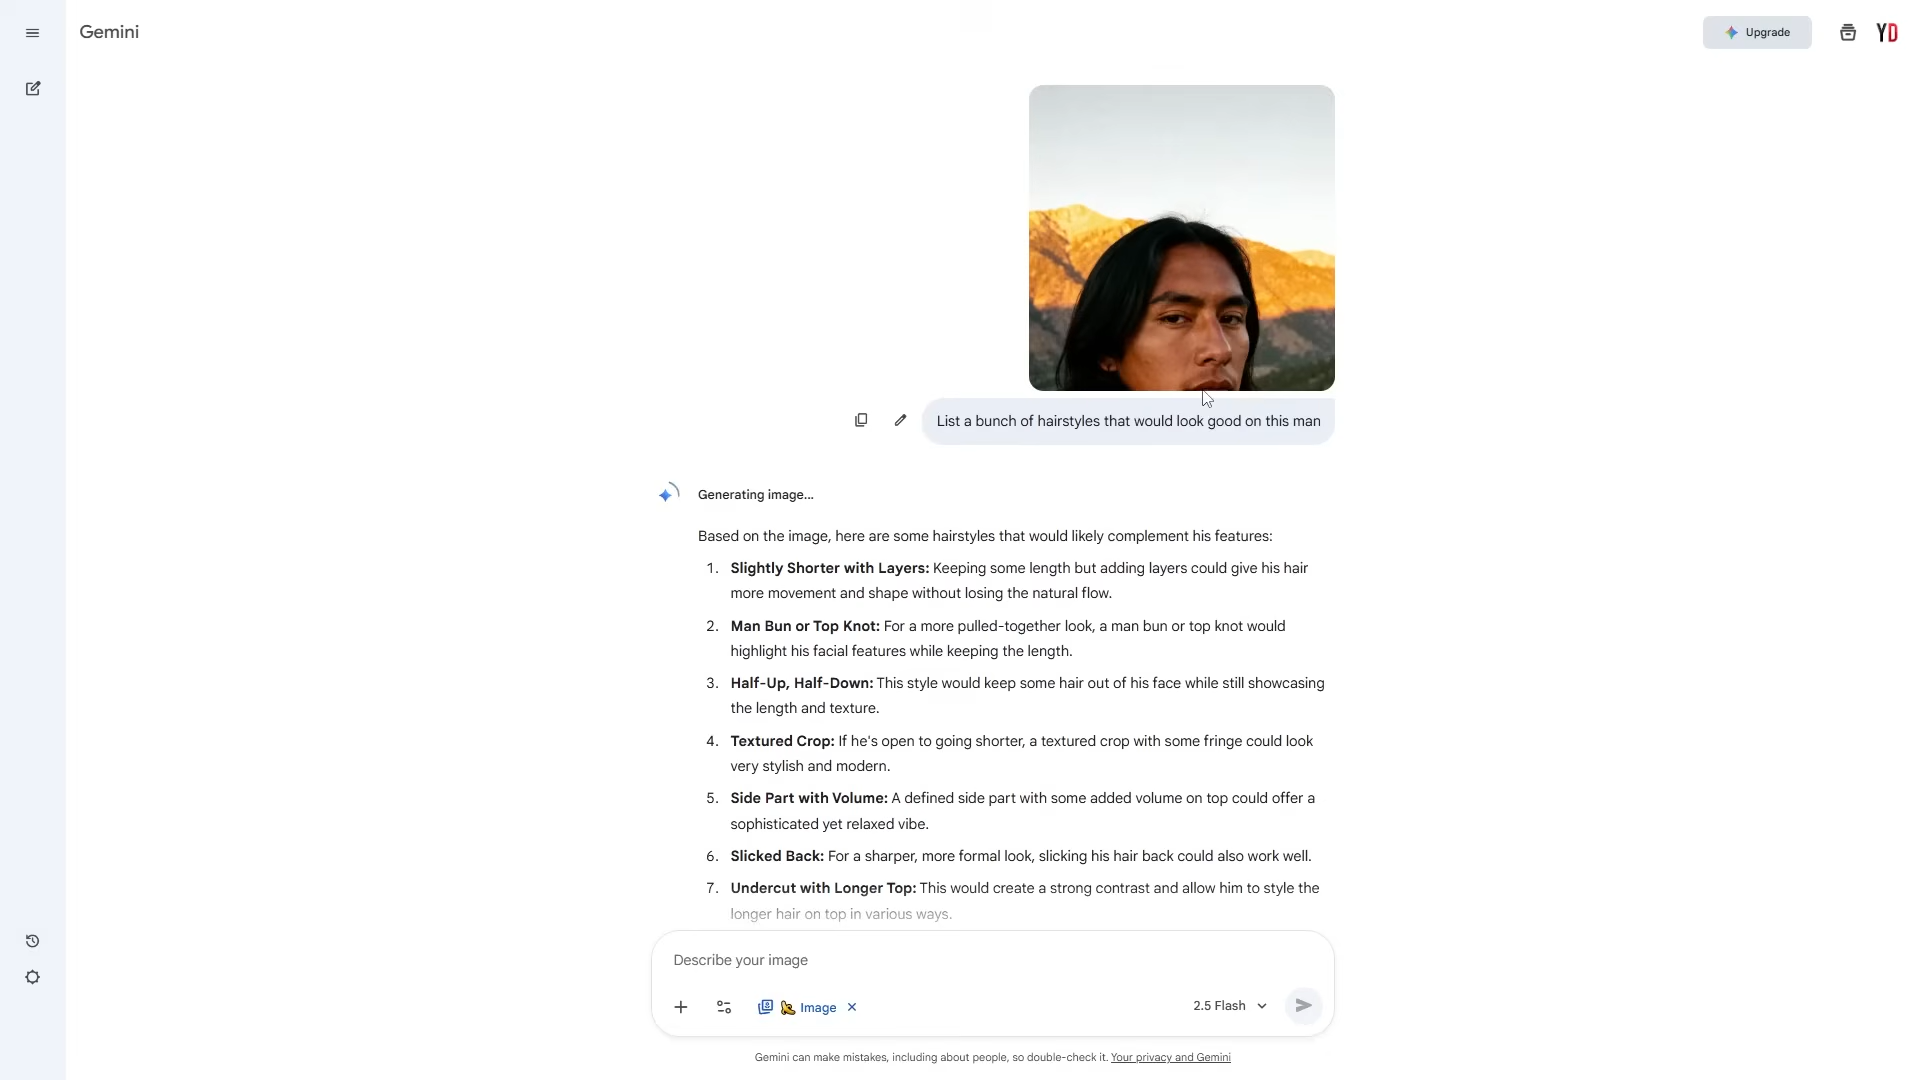 Gemini
Upgrade
YD
List a bunch of hairstyles that would look good on this man
Generating image...
Based on the image, here are some hairstyles that would likely complement his features:
1. Slightly Shorter with Layers: Keeping some length but adding layers could give his hair
more movement and shape without losing the natural flow.
2. Man Bun or Top Knot: For a more pulled-together look, a man bun or top knot would
highlight his facial features while keeping the length.
3. Half-Up, Half-Down: This style would keep some hair out of his face while still showcasing
the length and texture.
4. Textured Crop: If he's open to going shorter, a textured crop with some fringe could look
very stylish and modern.
5. Side Part with Volume: A defined side part with some added volume on top could offer a
sophisticated yet relaxed vibe.
6. Slicked Back: For a sharper, more formal look, slicking his hair back could also work well.
7. Undercut with Longer Top: This would create a strong contrast and allow him to style the
longer hair on top in various ways.
Describe your image
Image
2.5 Flash
Gemini can make mistakes, including about people, so double-check it. Your privacy and Gemini